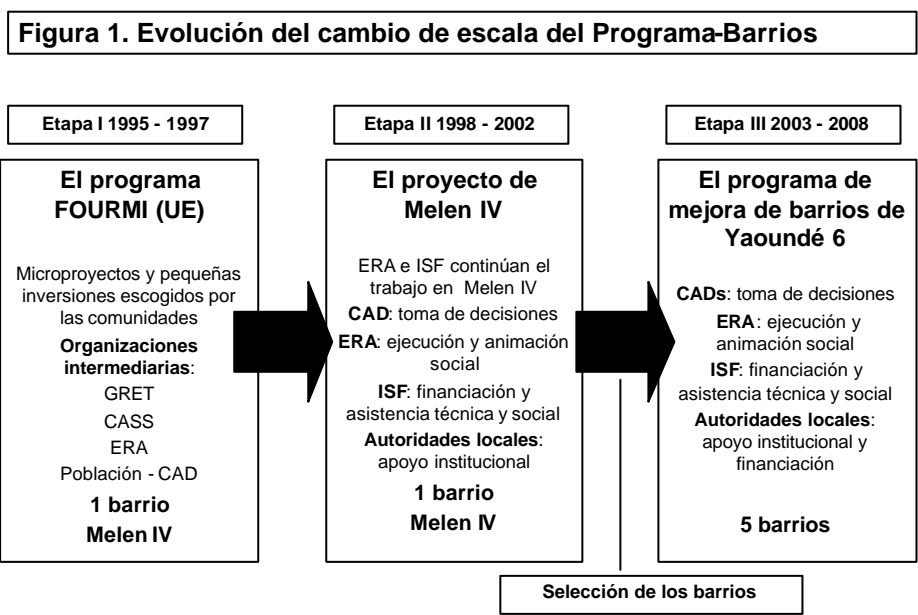 Figura 1. Evolución del cambio de escala del Programa-Barrios
Etapa I 1995 - 1997
El programa
FOURMI (UE)
Microproyectos y pequeñas
inversiones escogidos por
las comunidades
Organizaciones
intermediarias:
GRET
CASS
ERA
Población - CAD
1 barrio
Melen IV
Etapa II 1998 - 2002
El proyecto de
Melen IV
ERA e ISF continúan el
trabajo en Melen IV
CAD: toma de decisiones
ERA: ejecución y animación
social
ISF: financiación y
asistencia técnica y social
Autoridades locales:
apoyo institucional
1 barrio
Melen IV
Etapa III 2003 - 2008
El programa de
mejora de barrios de
Yaoundé 6
CADs: toma de decisiones
ERA: ejecución y
animación social
ISF: financiación y
asistencia técnica y social
Autoridades locales:
apoyo institucional y
financiación
5 barrios
Selección de los barrios